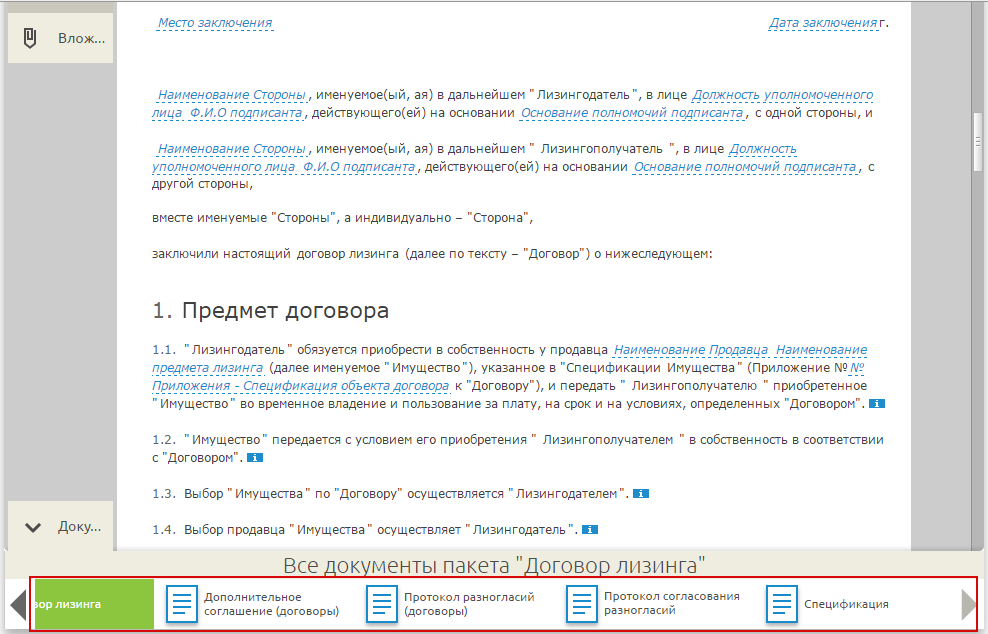 Место заключения Дата заключения г.
Влож...
Наименование Стороны, именуемое(ый, ая) в дальнейшем "Лизингодатель", в лице Должность уполномоченного
лица Ф.И.О подписанта, действующего(ей) на основании Основание полномочий подписанта, с одной стороны, и
Наименование Стороны, именуемое(ый, ая) в дальнейшем " Лизингополучатель ", в лице Должность
уполномоченного лица Ф.И.О подписанта, действующего(ей) на основании Основание полномочий подписанта, с
другой стороны,
вместе именуемые "Стороны", а индивидуально – "Сторона",
заключили настоящий договор лизинга (далее по тексту – "Договор") о нижеследующем:
1. Предмет договора
1.1. "Лизингодатель" обязуется приобрести в собственность у продавца Наименование Продавца Наименование
предмета лизинга (далее именуемое "Имущество"), указанное в "Спецификации Имущества" (Приложение №№
Приложения - Спецификация объекта договора к "Договору"), и передать " Лизингополучателю " приобретенное
"Имущество" во временное владение и пользование за плату, на срок и на условиях, определенных "Договором". i
1.2. "Имущество" передается с условием его приобретения " Лизингополучателем " в собственность в соответствии
с "Договором". i
1.3. Выбор "Имущества" по "Договору" осуществляется "Лизингодателем". i
1.4. Выбор продавца "Имущества" осуществляет "Лизингодатель". i
Доку...
Все документы пакета "Договор лизинга"
вор лизинга
Дополнительное
соглашение (договоры)
Протокол разногласий
(договоры)
Протокол согласования
разногласий
Спецификация